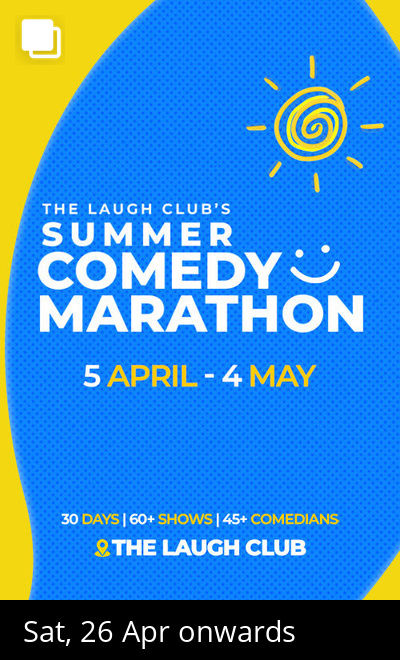 THE LAUGH CLUB'S
SUMMER
COMEDY
MARATHON
5 APRIL - 4 MAY
30 DAYS | 60+ SHOWS | 45+ COMEDIANS
THE LAUGH CLUB
Sat, 26 Apr onwards